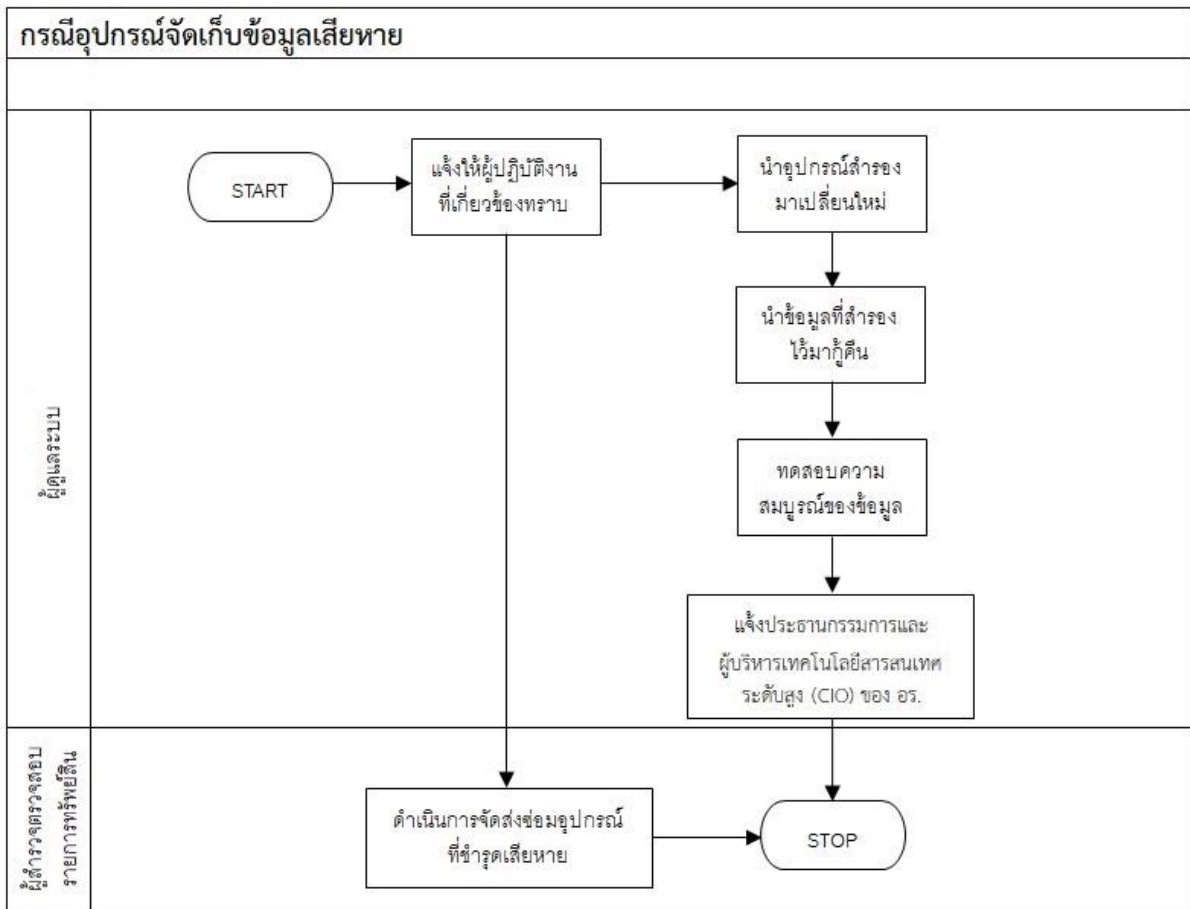 กรณีอุปกรณ์จัดเก็บข้อมูลเสียหาย
ผู้ดูแลระบบ
START
แจ้งให้ผู้ปฏิบัติงาน
ที่เกี่ยวข้องทราบ
นำอุปกรณ์สำรอง
มาเปลี่ยนใหม่
นำข้อมูลที่สำรอง
ไว้มากู้คืน
ทดสอบความ
สมบูรณ์ของข้อมูล
แจ้งประธานกรรมการและ
ผู้บริหารเทคโนโลยีสารสนเทศ
ระดับสูง (CIO) ของ อร.
ผู้สำรวจตรวจสอบ
รายการทรัพย์สิน
ดำเนินการจัดส่งซ่อมอุปกรณ์
ที่ชำรุดเสียหาย
STOP